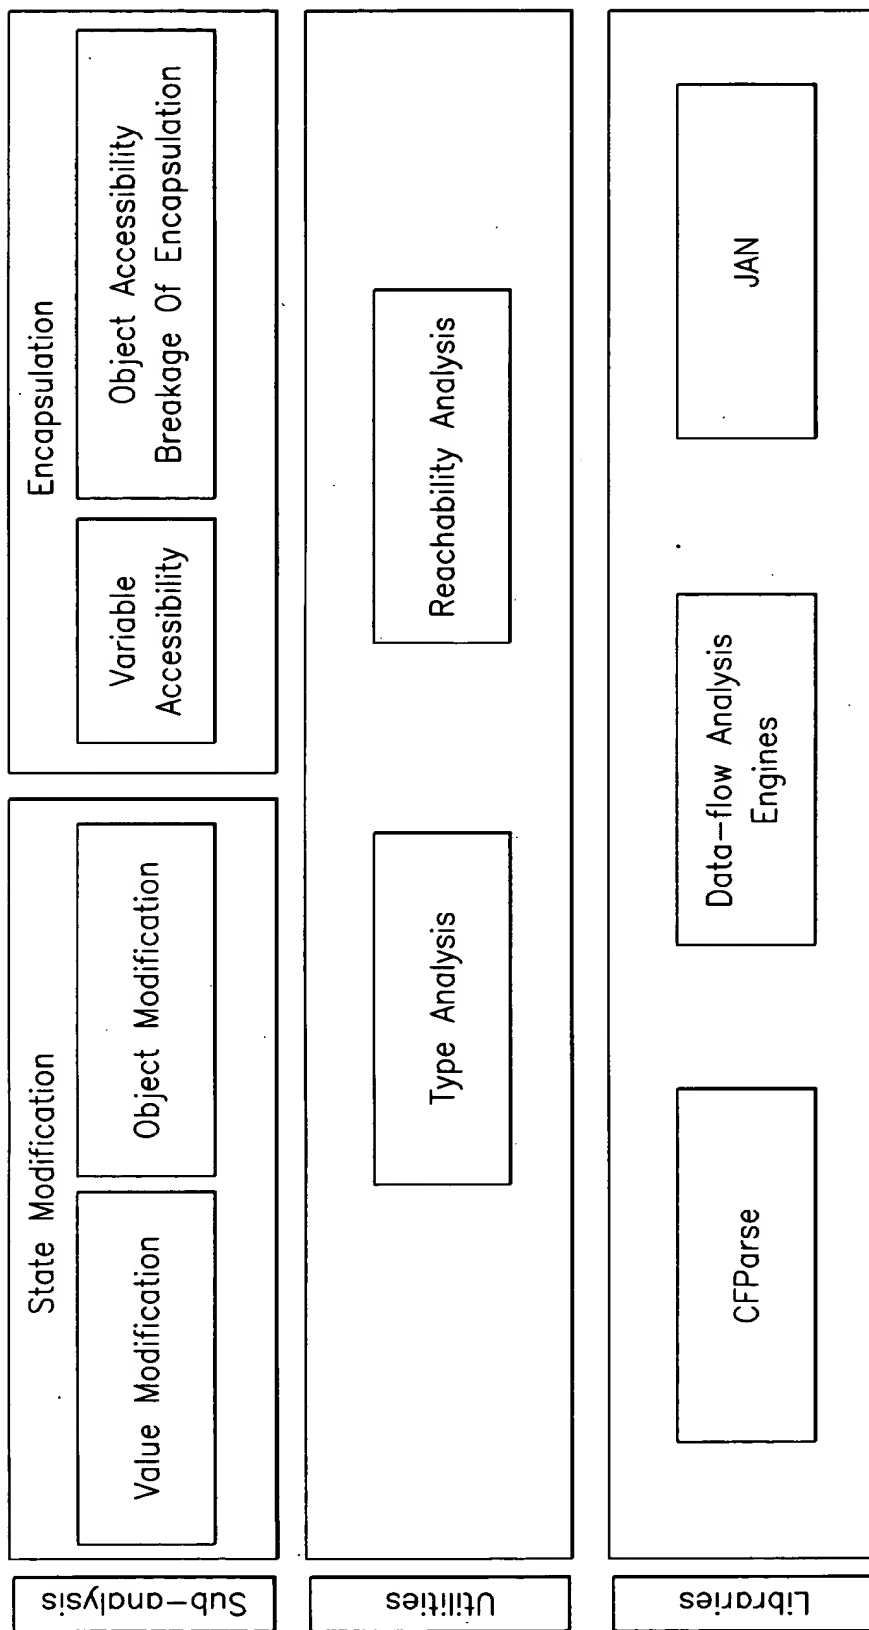 Sub-analysis
State Modification
Value Modification
Object Modification
Encapsulation
Variable
Accessibility
Object Accessibility
Breakage Of Encapsulation
Utilities
Type Analysis
Reachability Analysis
Libraries
CFParse
Data-flow Analysis
Engines
JAN